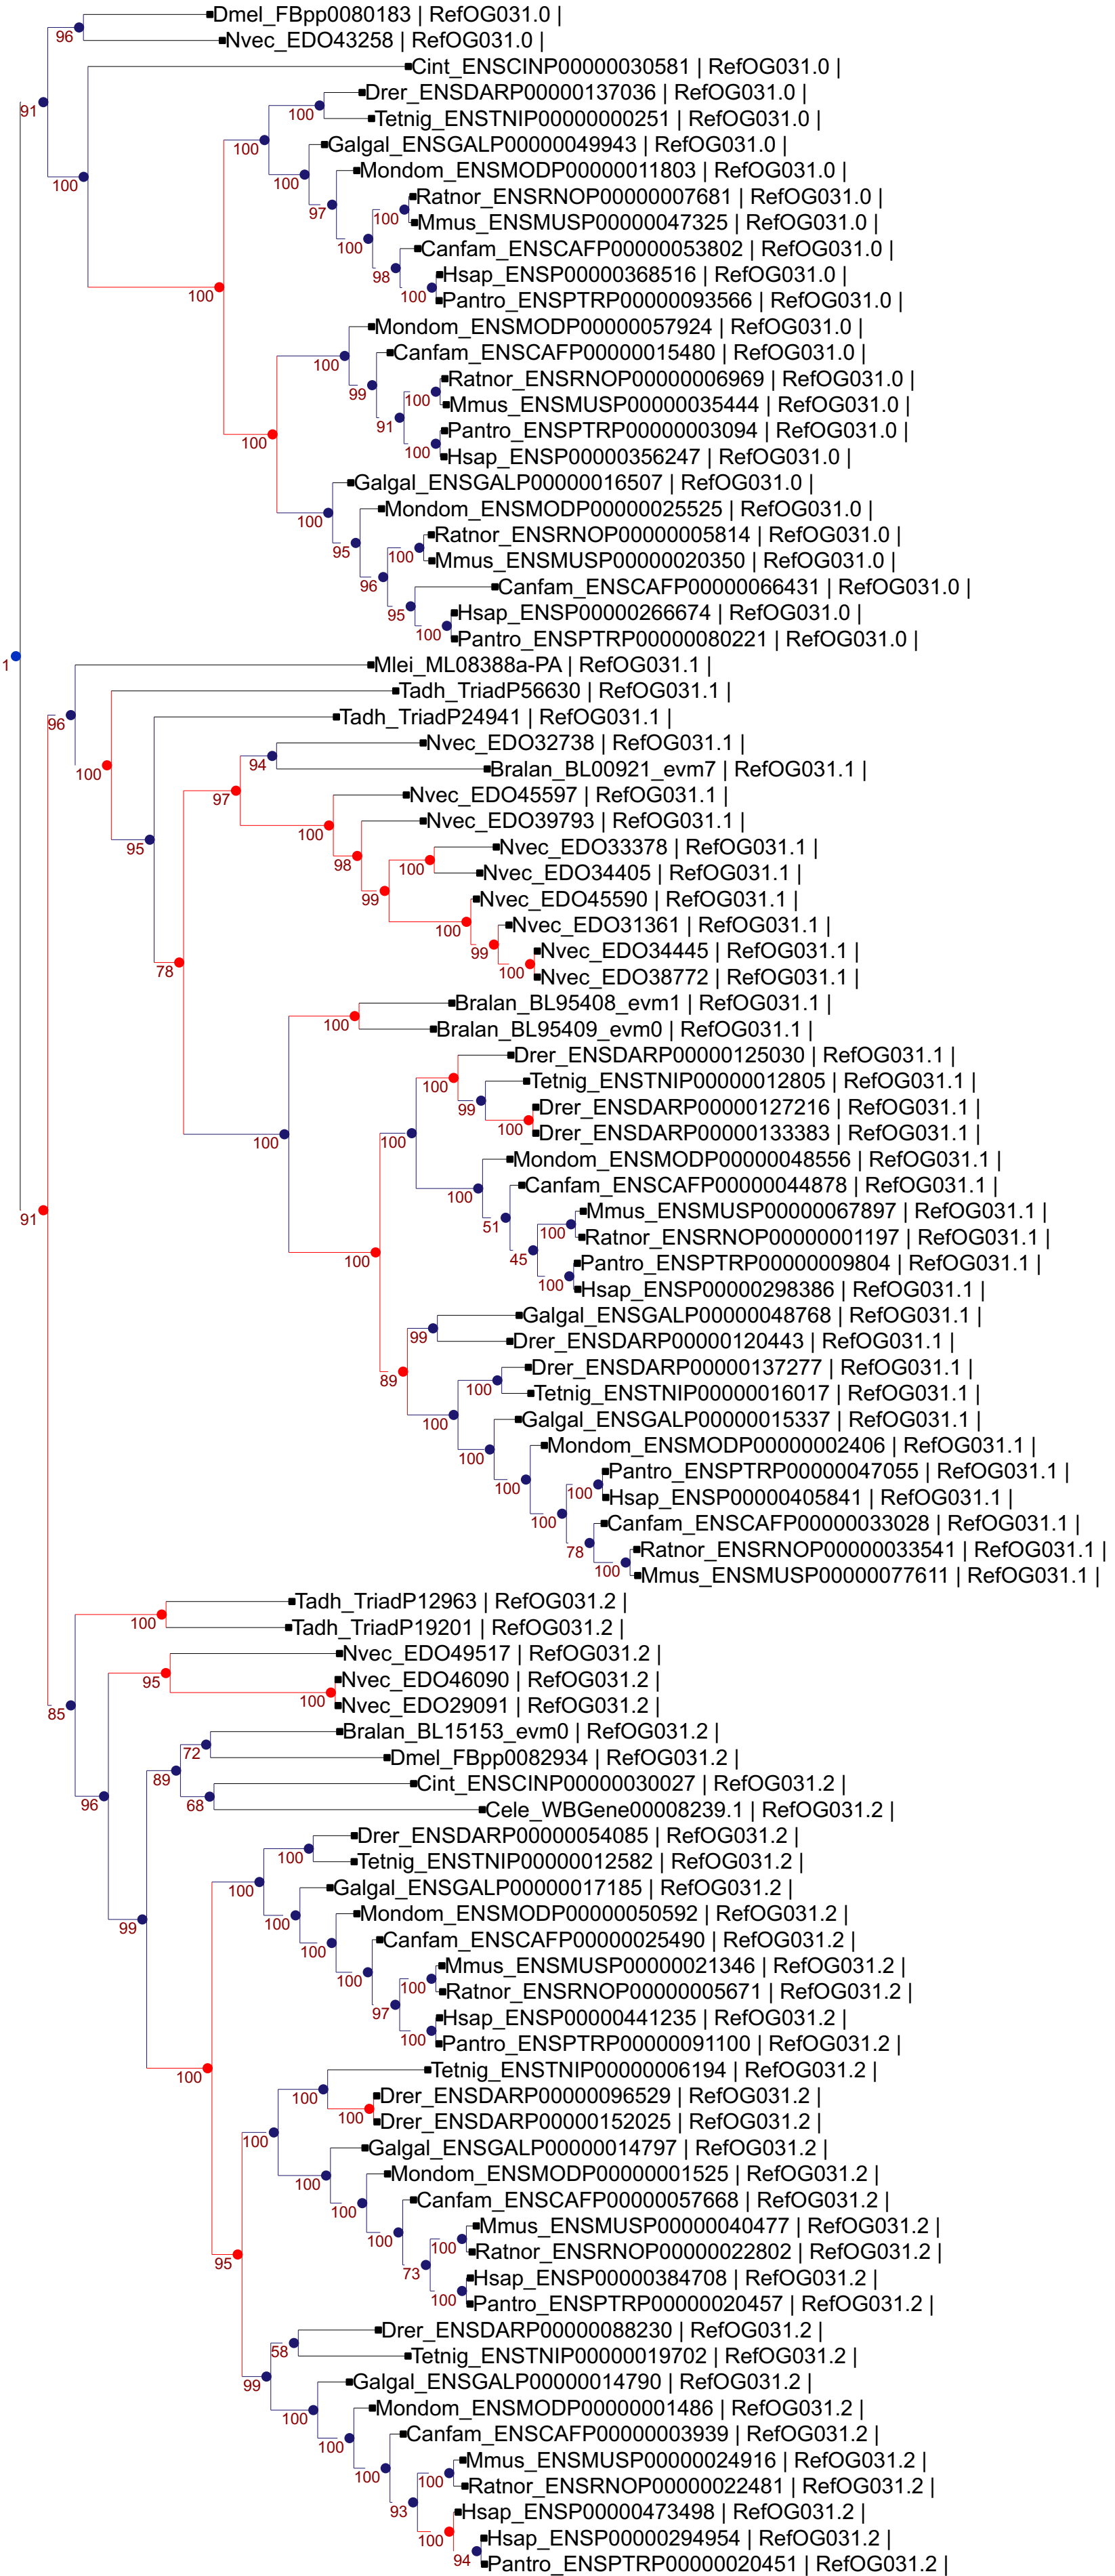 Dmel_FBpp0080183 | RefOG031.0 |
96
Nvec_EDO43258 | RefOG031.0 |
Cint_ENSCINP00000030581 | RefOG031.0 |
Drer_ENSDARP00000137036 | RefOG031.0 |
91
100
Tetnig_ENSTNIP00000000251 | RefOG031.0 |
100
Galgal_ENSGALP00000049943 | RefOG031.0 |
Mondom_ENSMODP00000011803 | RefOG031.0 |
100
100
Ratnor_ENSRNOP00000007681 | RefOG031.0 |
97
100
Mmus_ENSMUSP00000047325 | RefOG031.0 |
100
Canfam_ENSCAFP00000053802 | RefOG031.0 |
98
Hsap_ENSP00000368516 | RefOG031.0 |
100
100
Pantro_ENSPTRP00000093566 | RefOG031.0 |
Mondom_ENSMODP00000057924 | RefOG031.0 |
100
Canfam_ENSCAFP00000015480 | RefOG031.0 |
Ratnor_ENSRNOP00000006969 | RefOG031.0 |
99
100
Mmus_ENSMUSP00000035444 | RefOG031.0 |
91
Pantro_ENSPTRP00000003094 | RefOG031.0 |
100
100
Hsap_ENSP00000356247 | RefOG031.0 |
Galgal_ENSGALP00000016507 | RefOG031.0 |
Mondom_ENSMODP00000025525 | RefOG031.0 |
100
Ratnor_ENSRNOP00000005814 | RefOG031.0 |
95
100
Mmus_ENSMUSP00000020350 | RefOG031.0 |
96
Canfam_ENSCAFP00000066431 | RefOG031.0 |
95
Hsap_ENSP00000266674 | RefOG031.0 |
100
Pantro_ENSPTRP00000080221 | RefOG031.0 |
1
Mlei_ML08388a-PA | RefOG031.1 |
Tadh_TriadP56630 | RefOG031.1 |
Tadh_TriadP24941 | RefOG031.1 |
96
Nvec_EDO32738 | RefOG031.1 |
94
100
Bralan_BL00921_evm7 | RefOG031.1 |
Nvec_EDO45597 | RefOG031.1 |
97
Nvec_EDO39793 | RefOG031.1 |
100
Nvec_EDO33378 | RefOG031.1 |
95
98
100
Nvec_EDO34405 | RefOG031.1 |
99
Nvec_EDO45590 | RefOG031.1 |
Nvec_EDO31361 | RefOG031.1 |
100
Nvec_EDO34445 | RefOG031.1 |
99
78
100
Nvec_EDO38772 | RefOG031.1 |
Bralan_BL95408_evm1 | RefOG031.1 |
100
Bralan_BL95409_evm0 | RefOG031.1 |
Drer_ENSDARP00000125030 | RefOG031.1 |
Tetnig_ENSTNIP00000012805 | RefOG031.1 |
100
Drer_ENSDARP00000127216 | RefOG031.1 |
99
100
Drer_ENSDARP00000133383 | RefOG031.1 |
100
100
Mondom_ENSMODP00000048556 | RefOG031.1 |
Canfam_ENSCAFP00000044878 | RefOG031.1 |
100
Mmus_ENSMUSP00000067897 | RefOG031.1 |
91
51
100
Ratnor_ENSRNOP00000001197 | RefOG031.1 |
45
100
Pantro_ENSPTRP00000009804 | RefOG031.1 |
100
Hsap_ENSP00000298386 | RefOG031.1 |
Galgal_ENSGALP00000048768 | RefOG031.1 |
99
Drer_ENSDARP00000120443 | RefOG031.1 |
Drer_ENSDARP00000137277 | RefOG031.1 |
89
100
Tetnig_ENSTNIP00000016017 | RefOG031.1 |
Galgal_ENSGALP00000015337 | RefOG031.1 |
100
Mondom_ENSMODP00000002406 | RefOG031.1 |
100
Pantro_ENSPTRP00000047055 | RefOG031.1 |
100
100
Hsap_ENSP00000405841 | RefOG031.1 |
100
Canfam_ENSCAFP00000033028 | RefOG031.1 |
78
Ratnor_ENSRNOP00000033541 | RefOG031.1 |
100
Mmus_ENSMUSP00000077611 | RefOG031.1 |
Tadh_TriadP12963 | RefOG031.2 |
100
Tadh_TriadP19201 | RefOG031.2 |
Nvec_EDO49517 | RefOG031.2 |
95
Nvec_EDO46090 | RefOG031.2 |
100
Nvec_EDO29091 | RefOG031.2 |
85
Bralan_BL15153_evm0 | RefOG031.2 |
72
Dmel_FBpp0082934 | RefOG031.2 |
89
Cint_ENSCINP00000030027 | RefOG031.2 |
96
68
Cele_WBGene00008239.1 | RefOG031.2 |
Drer_ENSDARP00000054085 | RefOG031.2 |
100
Tetnig_ENSTNIP00000012582 | RefOG031.2 |
Galgal_ENSGALP00000017185 | RefOG031.2 |
100
Mondom_ENSMODP00000050592 | RefOG031.2 |
99
100
Canfam_ENSCAFP00000025490 | RefOG031.2 |
100
Mmus_ENSMUSP00000021346 | RefOG031.2 |
100
100
Ratnor_ENSRNOP00000005671 | RefOG031.2 |
97
Hsap_ENSP00000441235 | RefOG031.2 |
100
Pantro_ENSPTRP00000091100 | RefOG031.2 |
100
Tetnig_ENSTNIP00000006194 | RefOG031.2 |
100
Drer_ENSDARP00000096529 | RefOG031.2 |
100
Drer_ENSDARP00000152025 | RefOG031.2 |
100
Galgal_ENSGALP00000014797 | RefOG031.2 |
Mondom_ENSMODP00000001525 | RefOG031.2 |
100
Canfam_ENSCAFP00000057668 | RefOG031.2 |
100
Mmus_ENSMUSP00000040477 | RefOG031.2 |
100
100
Ratnor_ENSRNOP00000022802 | RefOG031.2 |
95
73
Hsap_ENSP00000384708 | RefOG031.2 |
100
Pantro_ENSPTRP00000020457 | RefOG031.2 |
Drer_ENSDARP00000088230 | RefOG031.2 |
58
Tetnig_ENSTNIP00000019702 | RefOG031.2 |
99
Galgal_ENSGALP00000014790 | RefOG031.2 |
Mondom_ENSMODP00000001486 | RefOG031.2 |
100
Canfam_ENSCAFP00000003939 | RefOG031.2 |
100
Mmus_ENSMUSP00000024916 | RefOG031.2 |
100
100
Ratnor_ENSRNOP00000022481 | RefOG031.2 |
93
Hsap_ENSP00000473498 | RefOG031.2 |
100
Hsap_ENSP00000294954 | RefOG031.2 |
94
Pantro_ENSPTRP00000020451 | RefOG031.2 |